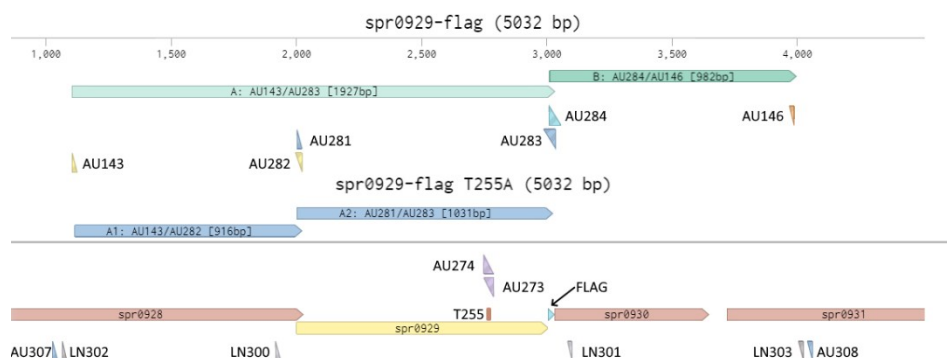 spr0929-flag (5032 bp)
1,000 1,500 2,000 2,500 3,000 3,500 4,000
B: AU284/AU146 [982bp]
A: AU143/AU283 [1927bp]
AU284 AU146
AU281 AU283
AU143 AU282
spr0929-flag T255A (5032 bp)
A2: AU281/AU283 [1031bp]
A1: AU143/AU282 [916bp]
AU274
AU273 FLAG
spr0928 T255 spr0930 spr0931
spr0929
AU307 LN302 LN300 LN301 LN303 AU308